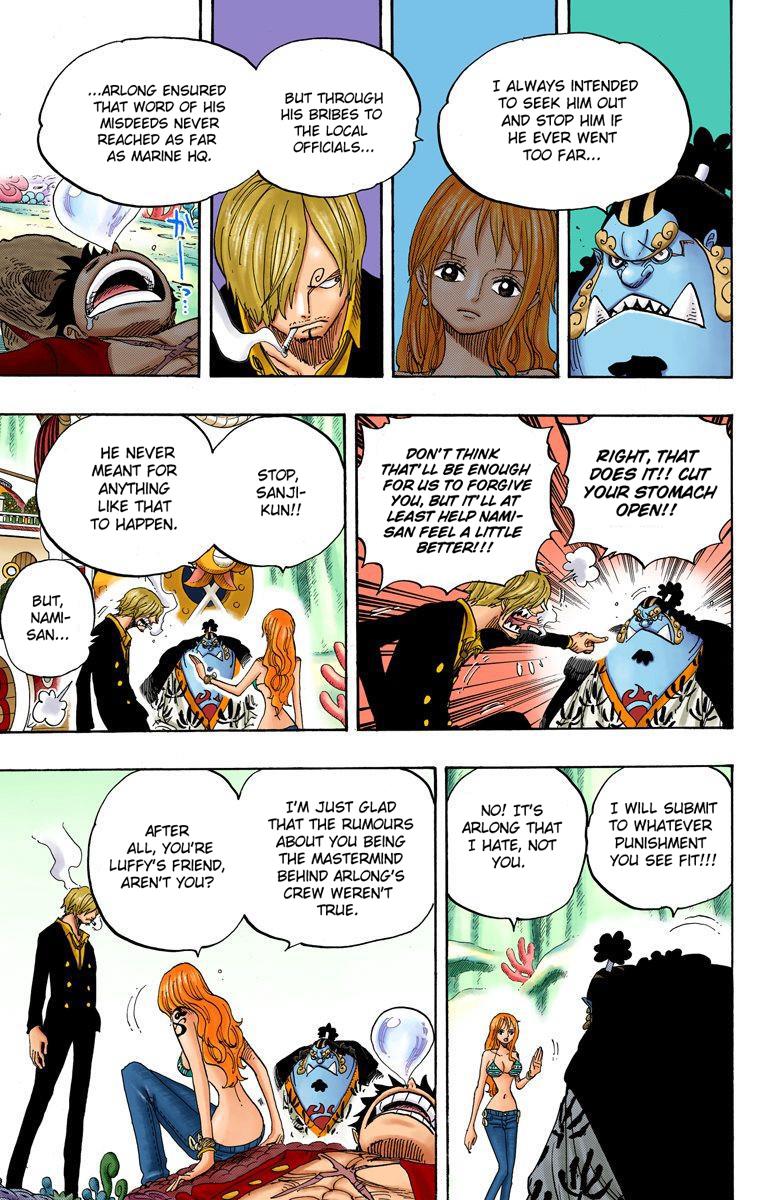 I ALWAYS INTENDED
TO SEEK HIM OUT
AND STOP HIM IF
HE EVER WENT
TOO FAR...
BUT THROUGH
HIS BRIBES TO
THE LOCAL
OFFICIALS...
...ARLONG ENSURED
THAT WORD OF HIS
MISDEEDS NEVER
REACHED AS FAR
AS MARINE HQ.
RIGHT, THAT
DOES IT!! CUT
YOUR STOMACH
OPEN!!
DON'T THINK
THAT'LL BE ENOUGH
FOR US TO FORGIVE
YOU, BUT IT'LL AT
LEAST HELP NAMI-
SAN FEEL A LITTLE
BETTER!!!
STOP,
SANJI-
KUN!!
HE NEVER
MEANT FOR
ANYTHING
LIKE THAT
TO HAPPEN.
BUT,
NAMI-
SAN...
I WILL SUBMIT
TO WHATEVER
PUNISHMENT
YOU SEE FIT!!!
NO! IT'S
ARLONG THAT
I HATE, NOT
YOU.
I'M JUST GLAD
THAT THE RUMOURS
ABOUT YOU BEING
THE MASTERMIND
BEHIND ARLONG'S
CREW WEREN'T
TRUE.
AFTER
ALL, YOU'RE
LUFFY'S FRIEND,
AREN'T YOU?